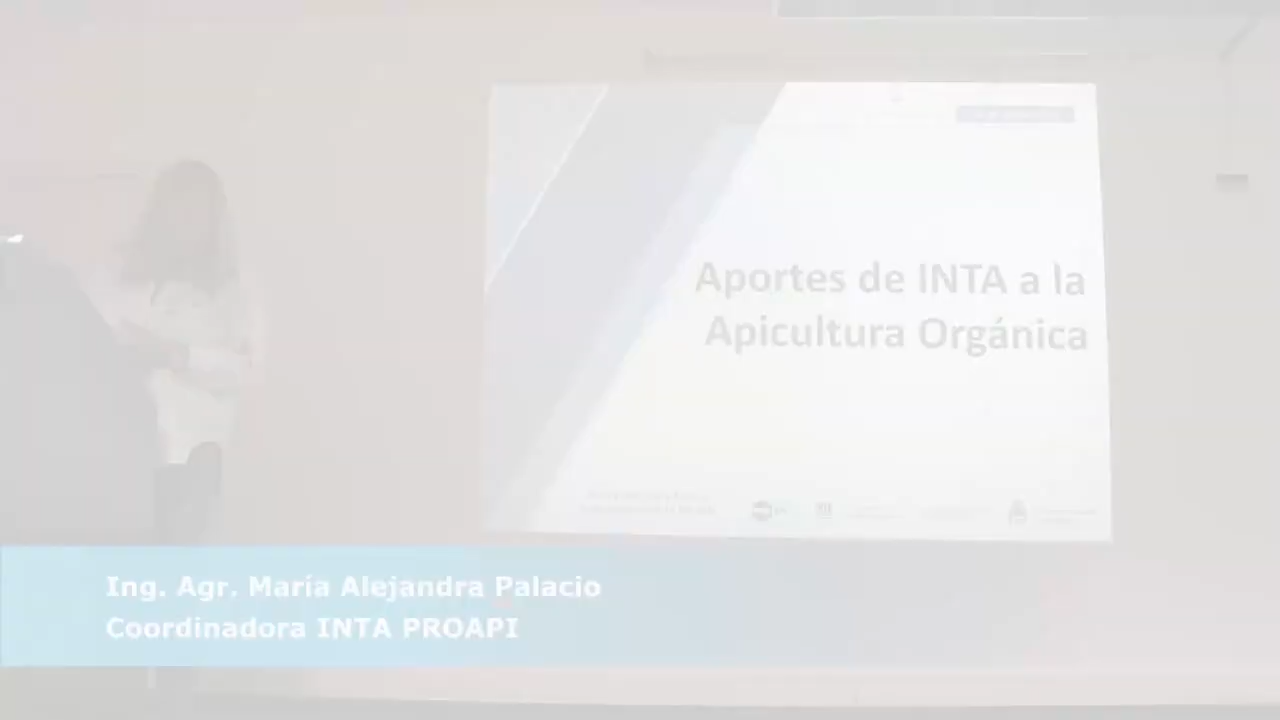 Aportes de INTA a la
Apicultura Orgánica
Ing. Agr. María Alejandra Palacio
Coordinadora INTA PROAPI